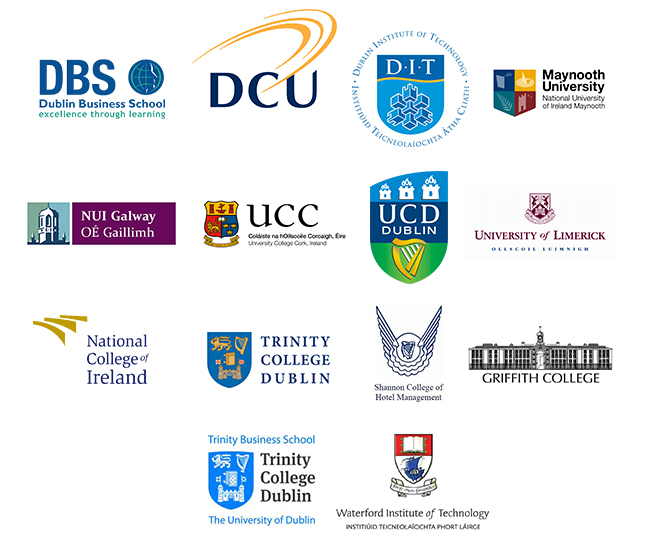 DBS
Dublin Business School
excellence through learning
DCU
· DUBLIN INSTITUTE OF TECHNOLOGY ·
D·I·T
INSTITIÚID TEICNEOLAÍOCHTA ÁTHA CLIATH
Maynooth
University
National University
of Ireland Maynooth
NUI Galway
OÉ Gaillimh
UCC
Coláiste na hOllscoile Corcaigh, Éire
University College Cork, Ireland
UCD
DUBLIN
UNIVERSITY of LIMERICK
OLLSCOIL LUIMNIGH
National
College of
Ireland
TRINITY
COLLEGE
DUBLIN
Shannon College of
Hotel Management
GRIFFITH COLLEGE
Trinity Business School
Trinity
College
Dublin
The University of Dublin
Waterford Institute of Technology
INSTITIÚID TEICNEOLAÍOCHTA PHORT LÁIRGE